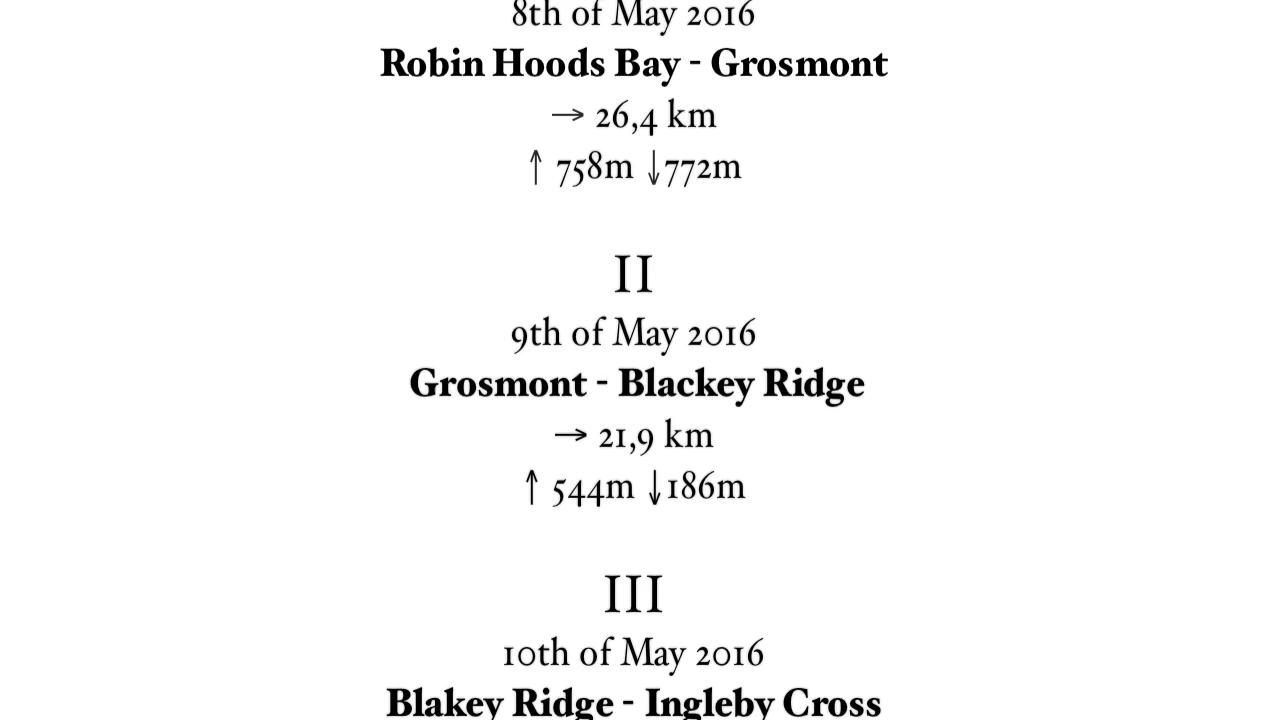 8th of May 2016
Robin Hoods Bay - Grosmont
→ 26,4 km
↑ 758m ↓772m
II
9th of May 2016
Grosmont - Blackey Ridge
→ 21,9 km
↑ 544m ↓186m
III
10th of May 2016
Blakey Ridge - Ingleby Cross